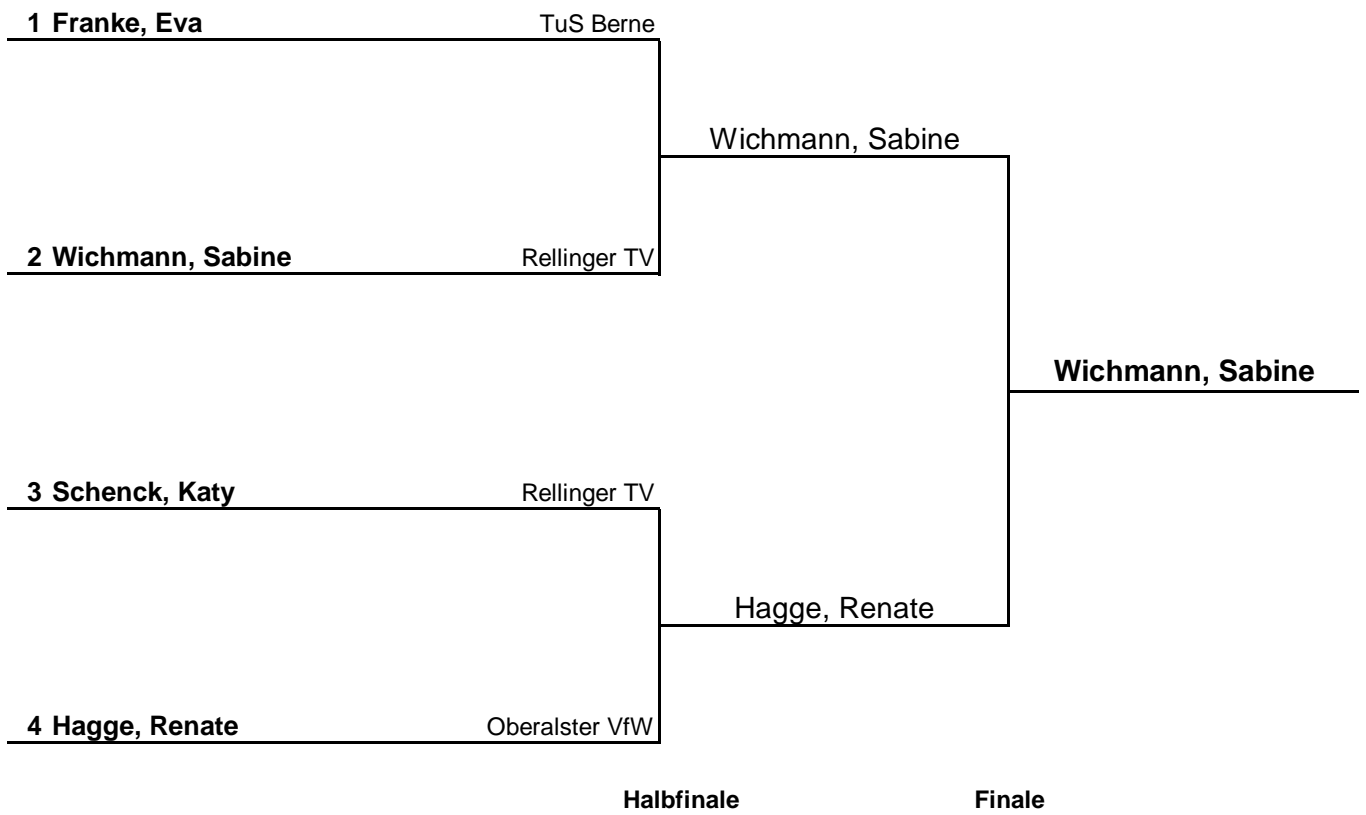 1 Franke, Eva TuS Berne
Wichmann, Sabine
2 Wichmann, Sabine Rellinger TV
Wichmann, Sabine
3 Schenck, Katy Rellinger TV
Hagge, Renate
4 Hagge, Renate Oberalster VfW
Halbfinale Finale